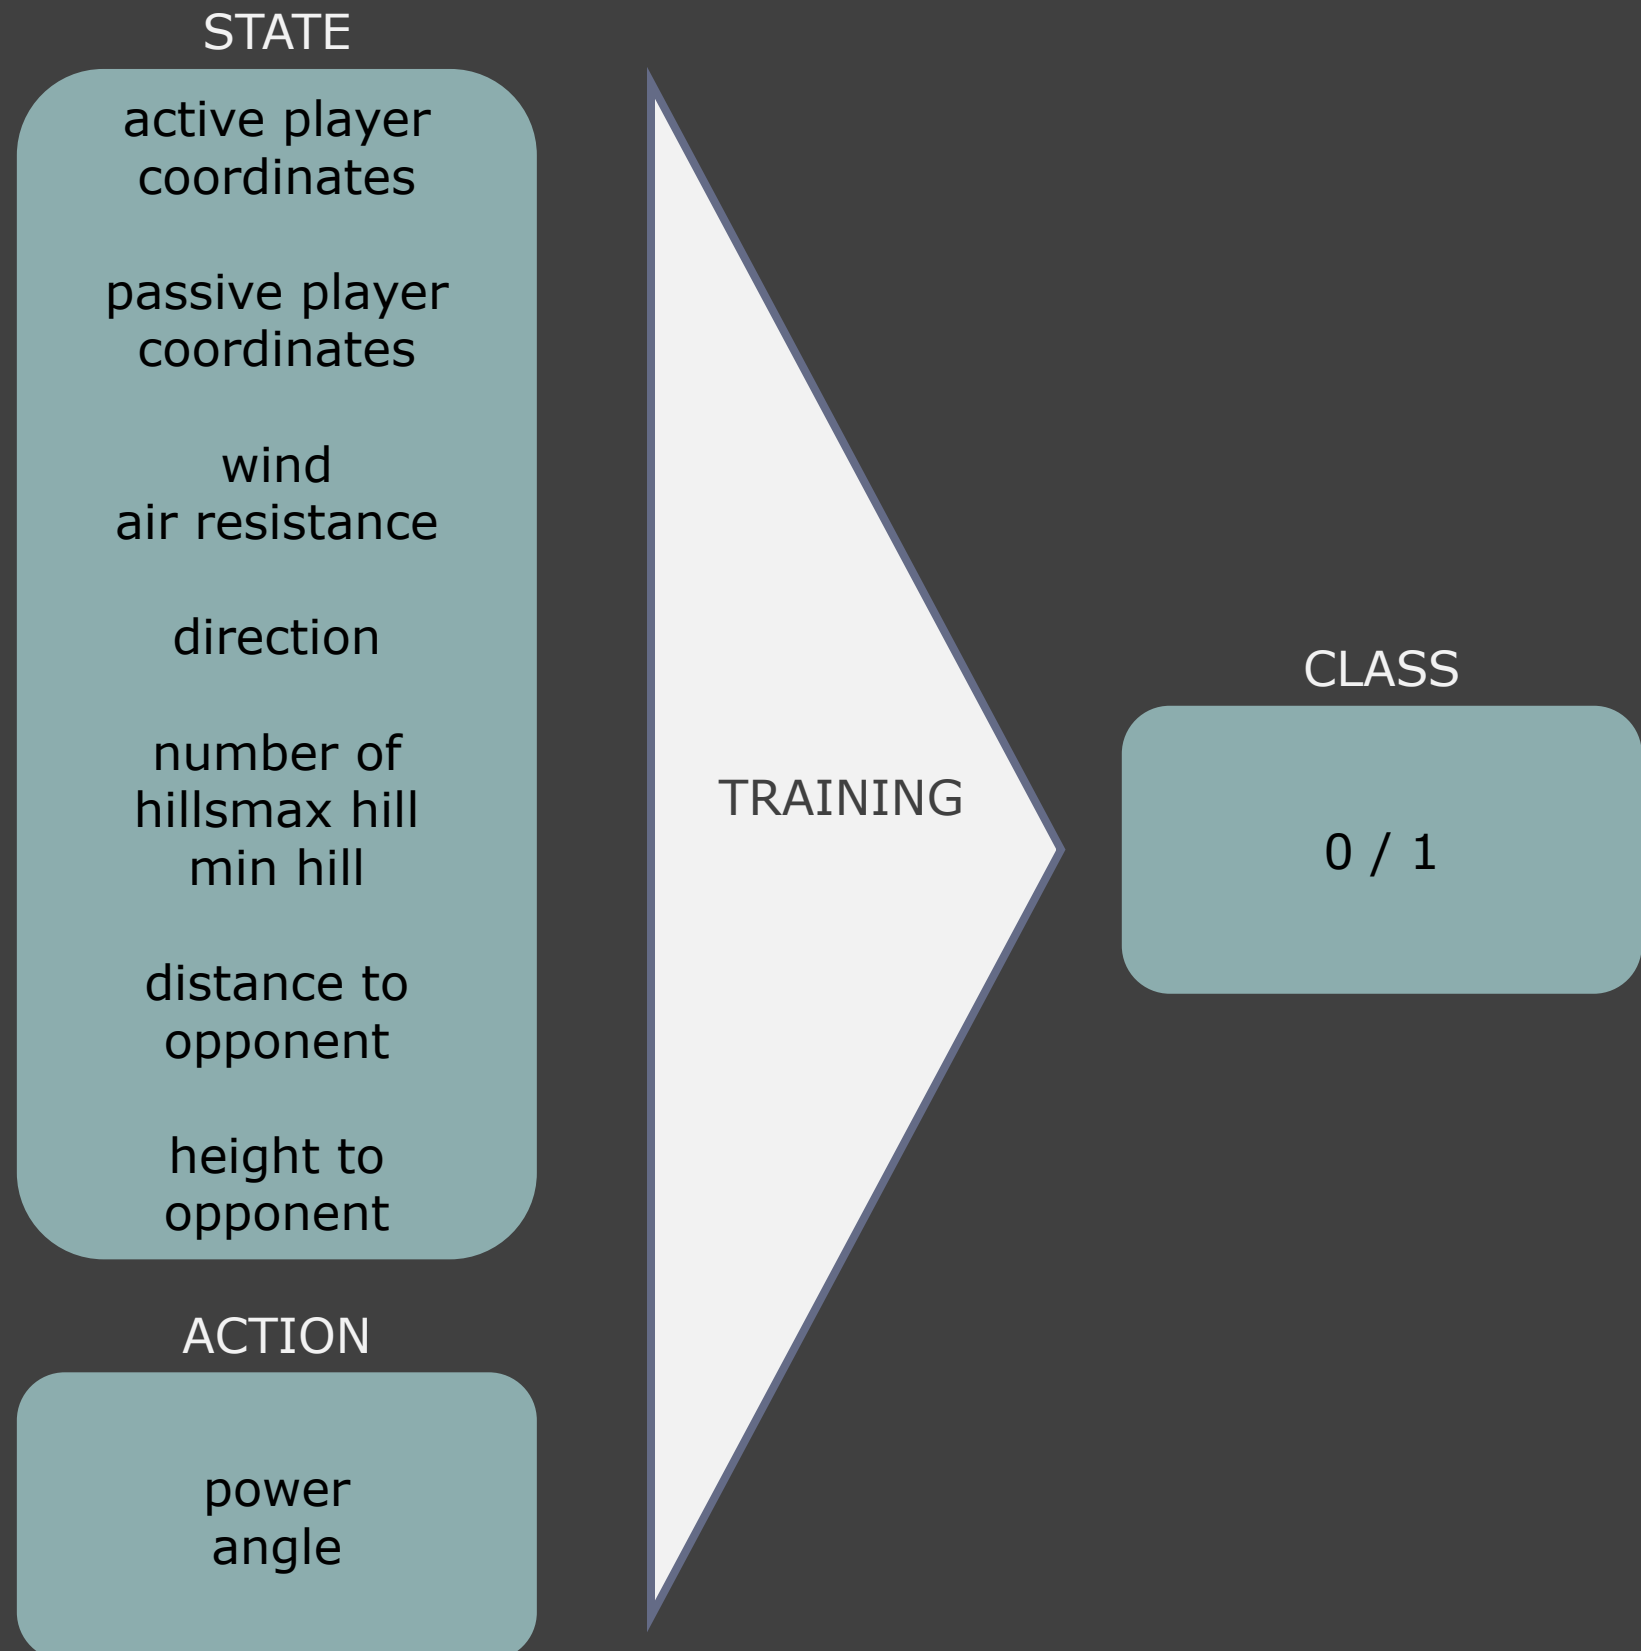 STATE
active player
coordinates
passive player
coordinates
wind
air resistance
direction
number of
hillsmax hill
min hill
distance to
opponent
height to
opponent
ACTION
power
angle
TRAINING
CLASS
0 / 1